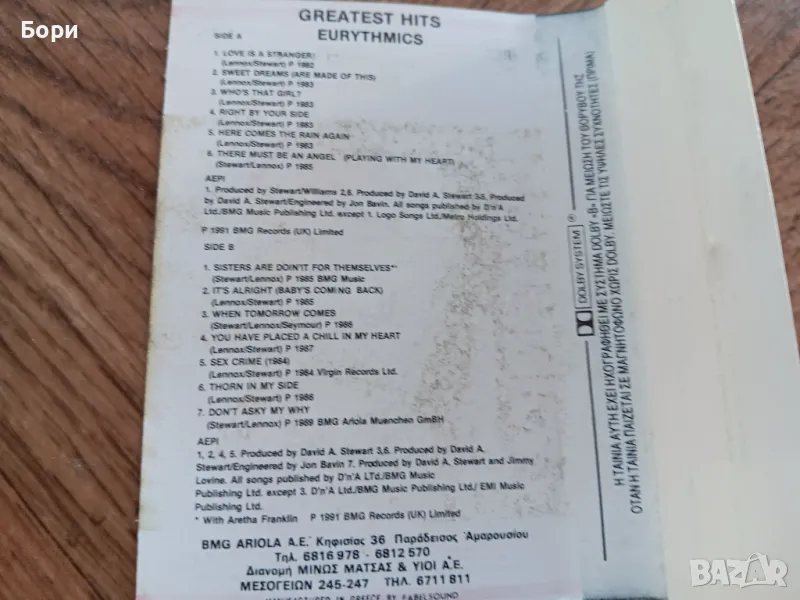 Бори
GREATEST HITS
SIDE A
EURYTHMICS
1. LOVE IS A STRANGER!
(Lennox/Stewart) P 1982
2. SWEET DREAMS (ARE MADE OF THIS)
(Lennox/Stewart) P 1983
3. WHO'S THAT GIRL?
(Lennox/Stewart) P 1983
4. RIGHT BY YOUR SIDE
(Lennox/Stewart) P 1983
5. HERE COMES THE RAIN AGAIN
(Lennox/Stewart) P 1983
6. THERE MUST BE AN ANGEL (PLAYING WITH MY HEART)
(Stewart/Lennox) P 1985
AEPI
1. Produced by Stewart/Williams 2,6. Produced by David A. Stewart 3-5. Produced
by David A. Stewart/Engineered by Jon Bavin. All songs published by D'n'A
Ltd./BMG Music Publishing Ltd. except 1. Logo Songs Ltd./Metro Holdings Ltd.
P 1991 BMG Records (UK) Limited
SIDE B
1. SISTERS ARE DOIN'IT FOR THEMSELVES*
(Stewart/Lennox) P 1985 BMG Music
2. IT'S ALRIGHT (BABY'S COMING BACK)
(Lennox/Stewart) P 1985
3. WHEN TOMORROW COMES
(Stewart/Lennox/Seymour) P 1986
4. YOU HAVE PLACED A CHILL IN MY HEART
(Lennox/Stewart) P 1987
5. SEX CRIME (1984)
(Lennox/Stewart) P 1984 Virgin Records Ltd.
6. THORN IN MY SIDE
(Lennox/Stewart) P 1986
7. DON'T ASKY MY WHY
(Stewart/Lennox) P 1989 BMG Ariola Muenchen GmBH
AEPI
1, 2, 4, 5. Produced by David A. Stewart 3,6. Produced by David A.
Stewart/Engineered by Jon Bavin 7. Produced by David A. Stewart and Jimmy
Lovine. All songs published by D'n'A LTd./BMG Music
Publishing Ltd. except 3. D'n'A Ltd./BMG Music Publishing Ltd./ EMI Music
Publishing Ltd.
* With Aretha Franklin P 1991 BMG Records (UK) Limited
BMG ARIOLA A.E. Κηφισίας 36 Παράδεισος Ἀμαρουσίου
Τηλ. 6816 978 - 6812 570
Διανομή ΜΙΝΩΣ ΜΑΤΣΑΣ & ΥΙΟΙ Α.Ε.
ΜΕΣΟΓΕΙΩΝ 245-247 ΤΗΛ. 6711 811
MANUFACTURED IN GREECE BY FABELSOUND
DOLBY SYSTEM ®
Η ΤΑΙΝΙΑ ΑΥΤΗ ΕΧΕΙ ΗΧΟΓΡΑΦΗΘΕΙ ΜΕ ΣΥΣΤΗΜΑ DOLBY «B» ΓΙΑ ΜΕΙΩΣΗ ΤΟΥ ΘΟΡΥΒΟΥ ΤΗΣ
ΟΤΑΝ Η ΤΑΙΝΙΑ ΠΑΙΖΕΤΑΙ ΣΕ ΜΑΓΝΗΤΟΦΩΝΟ ΧΩΡΙΣ DOLBY. ΜΕΙΩΣΤΕ ΤΙΣ ΥΨΗΛΕΣ ΣΥΧΝΟΤΗΤΕΣ (ΠΡΙΜΑ)
BAZAR